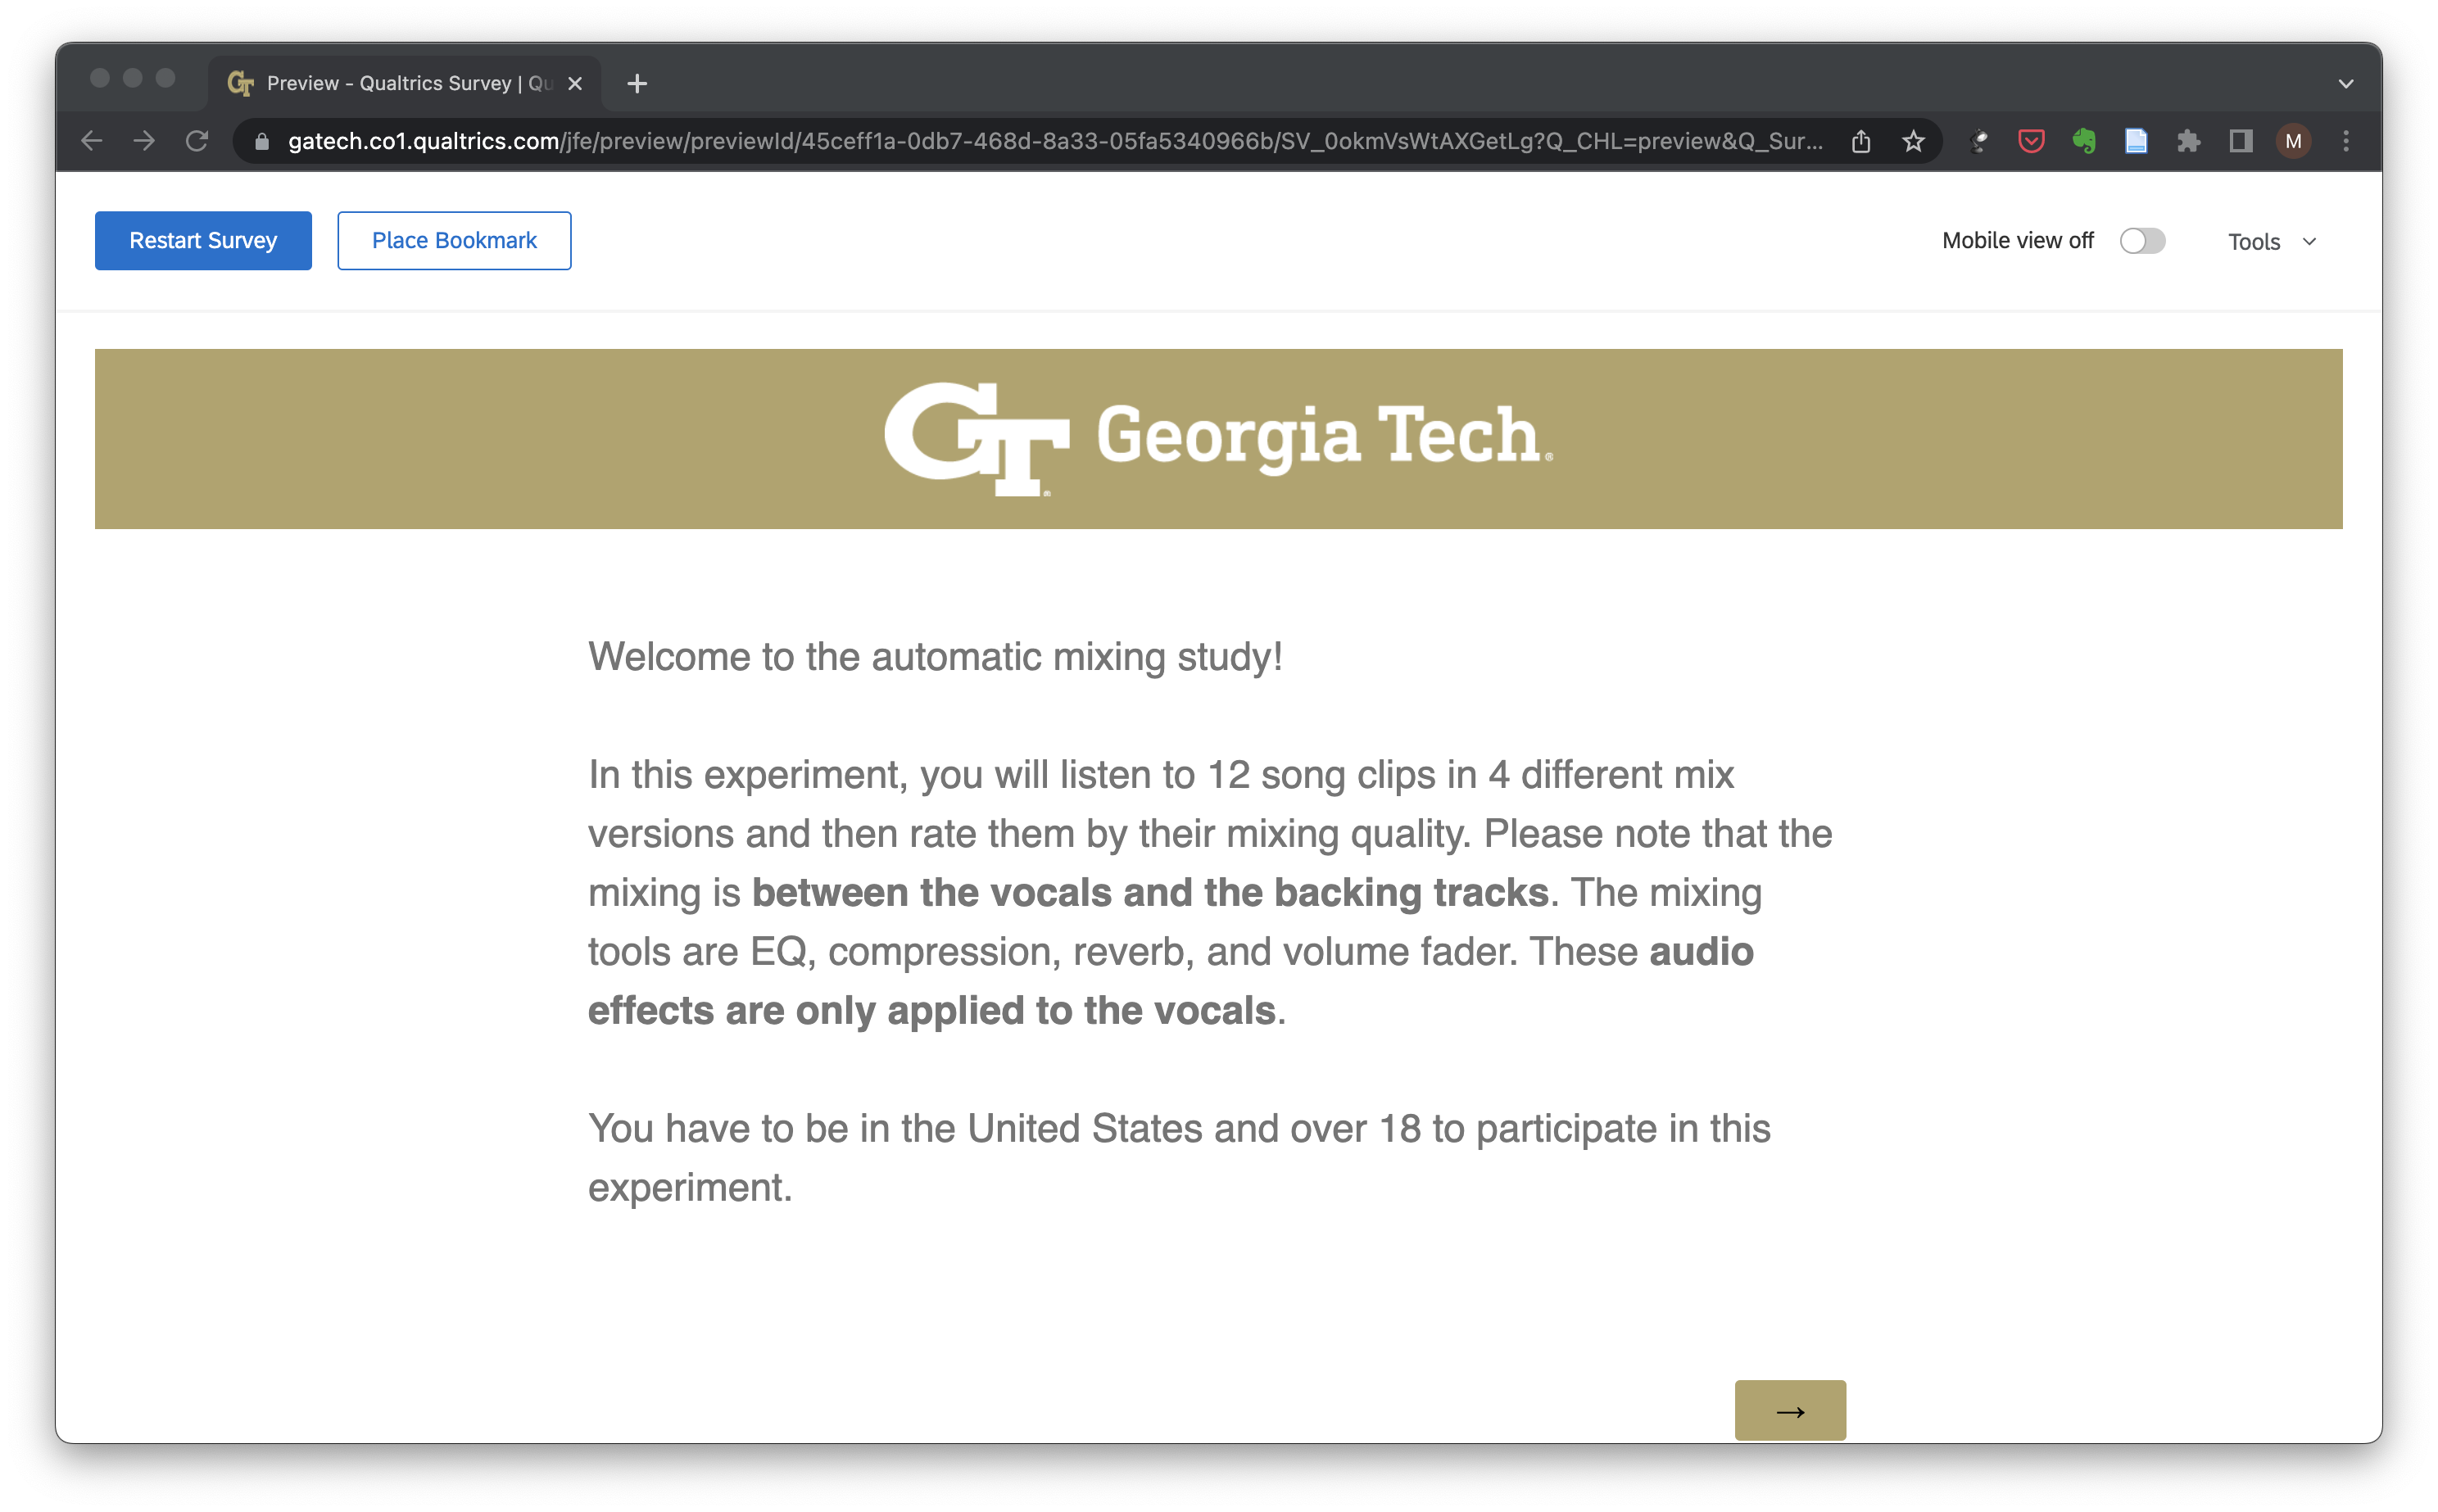 GT Preview - Qualtrics Survey | Qu
gatech.co1.qualtrics.com/jfe/preview/previewId/45ceff1a-0db7-468d-8a33-05fa5340966b/SV_0okmVsWtAXGetLg?Q_CHL=preview&Q_Sur...
M
Restart Survey
Place Bookmark
Mobile view off
Tools
GT® Georgia Tech®
Welcome to the automatic mixing study!
In this experiment, you will listen to 12 song clips in 4 different mix
versions and then rate them by their mixing quality. Please note that the
mixing is between the vocals and the backing tracks. The mixing
tools are EQ, compression, reverb, and volume fader. These audio
effects are only applied to the vocals.
You have to be in the United States and over 18 to participate in this
experiment.
→